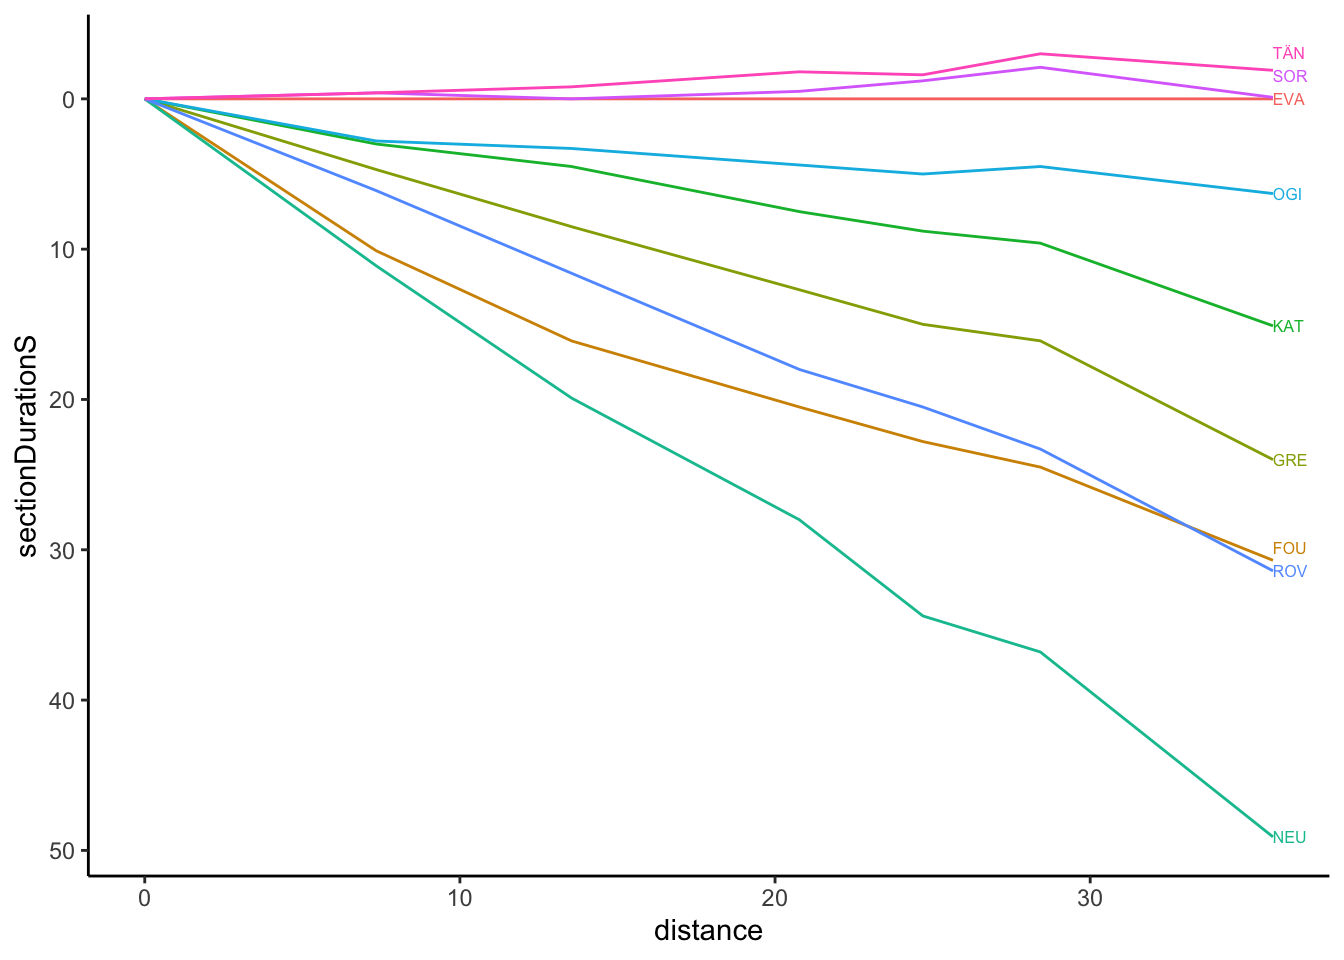 TÄN
SOR
0
EVA
OGI
10
KAT
20
GRE
30
FOU
ROV
40
NEU
50
0 10 20 30
distance
sectionDurationS